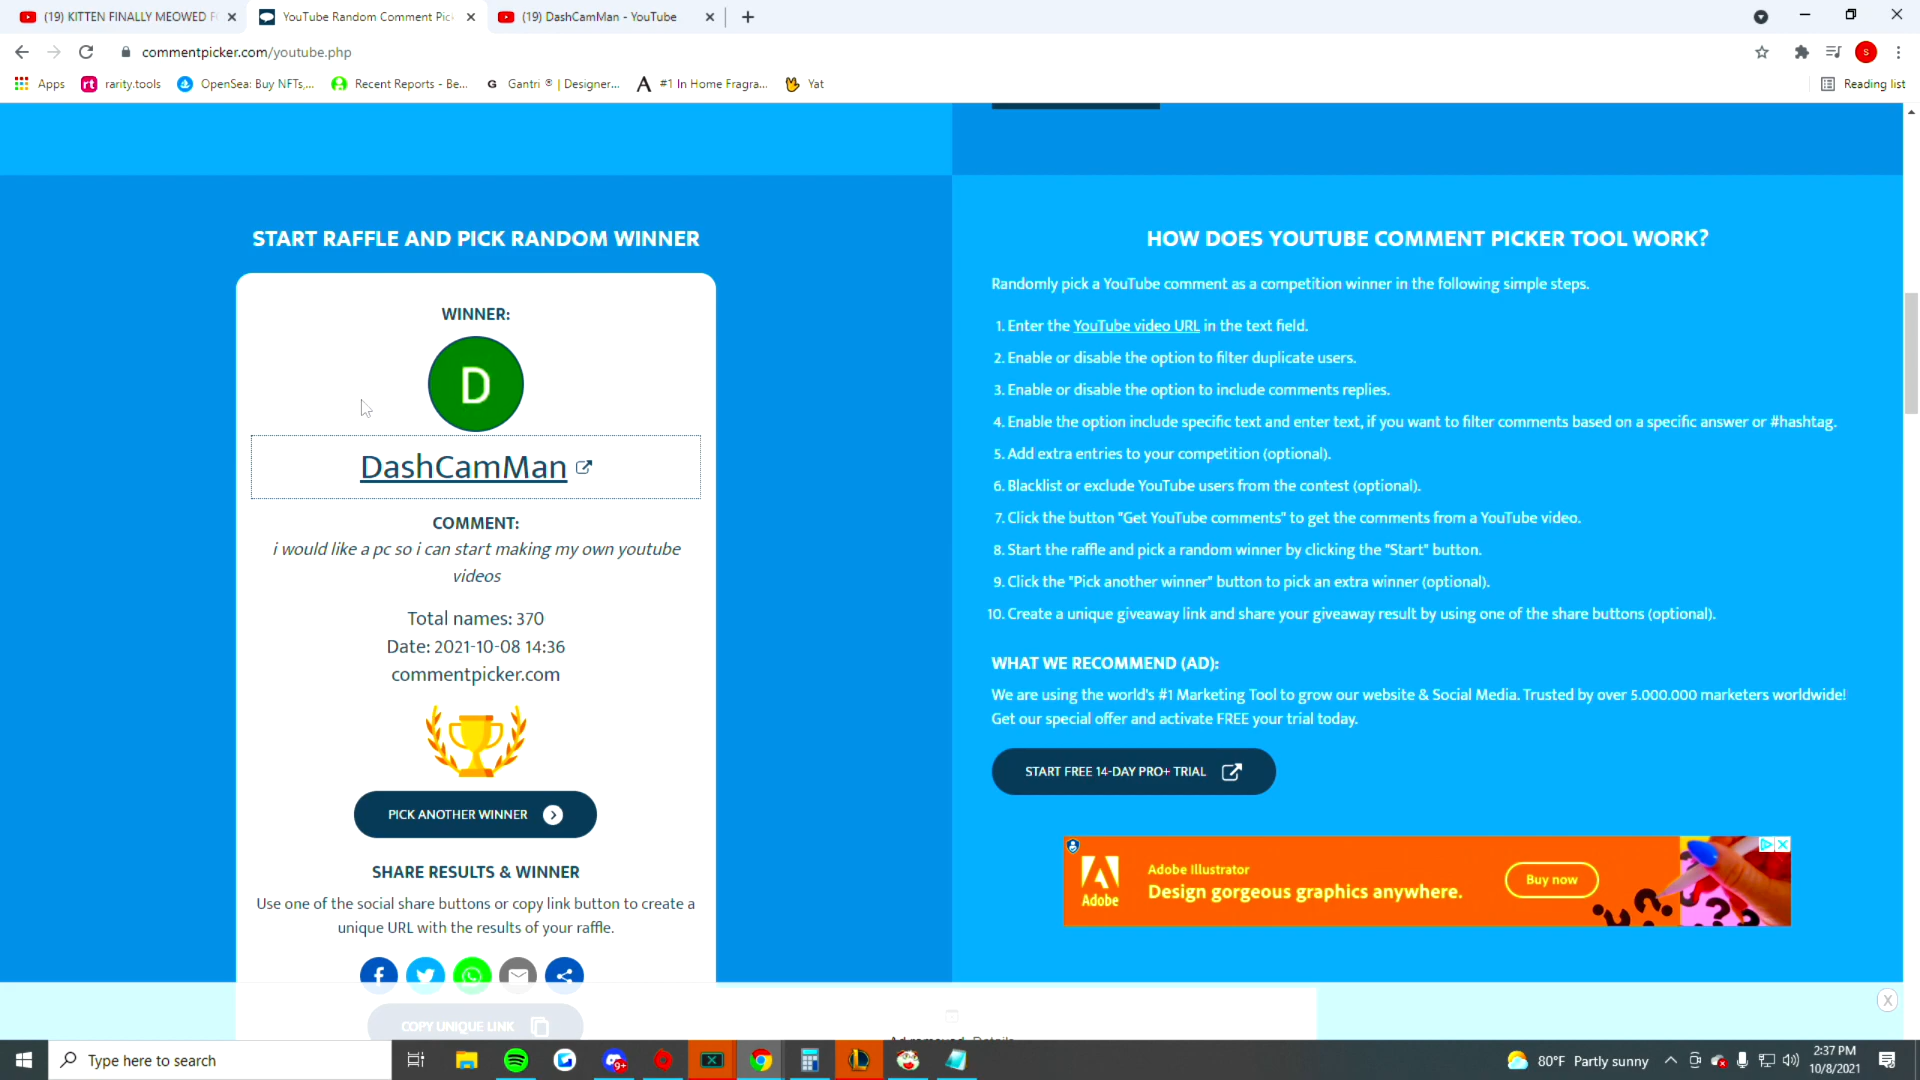 (19) KITTEN FINALLY MEOWED F
YouTube Random Comment Pic
(19) DashCamMan - YouTube
commentpicker.com/youtube.php
S
Apps
rt rarity.tools
OpenSea: Buy NFTs,...
Recent Reports - Be...
G Gantri ® | Designer...
A #1 In Home Fragra...
Yat
Reading list
START RAFFLE AND PICK RANDOM WINNER
WINNER:
D
DashCamMan
COMMENT:
i would like a pc so i can start making my own youtube
videos
Total names: 370
Date: 2021-10-08 14:36
commentpicker.com
PICK ANOTHER WINNER
SHARE RESULTS & WINNER
Use one of the social share buttons or copy link button to create a
unique URL with the results of your raffle.
COPY UNIQUE LINK
HOW DOES YOUTUBE COMMENT PICKER TOOL WORK?
Randomly pick a YouTube comment as a competition winner in the following simple steps.
1. Enter the YouTube video URL in the text field.
2. Enable or disable the option to filter duplicate users.
3. Enable or disable the option to include comments replies.
4. Enable the option include specific text and enter text, if you want to filter comments based on a specific answer or #hashtag.
5. Add extra entries to your competition (optional).
6. Blacklist or exclude YouTube users from the contest (optional).
7. Click the button "Get YouTube comments" to get the comments from a YouTube video.
8. Start the raffle and pick a random winner by clicking the "Start" button.
9. Click the "Pick another winner" button to pick an extra winner (optional).
10. Create a unique giveaway link and share your giveaway result by using one of the share buttons (optional).
WHAT WE RECOMMEND (AD):
We are using the world's #1 Marketing Tool to grow our website & Social Media. Trusted by over 5.000.000 marketers worldwide!
Get our special offer and activate FREE your trial today.
START FREE 14-DAY PRO+ TRIAL
Adobe
Adobe Illustrator
Design gorgeous graphics anywhere.
Buy now
X
Ad removed. Details
Type here to search
9+
80°F Partly sunny
2:37 PM
10/8/2021